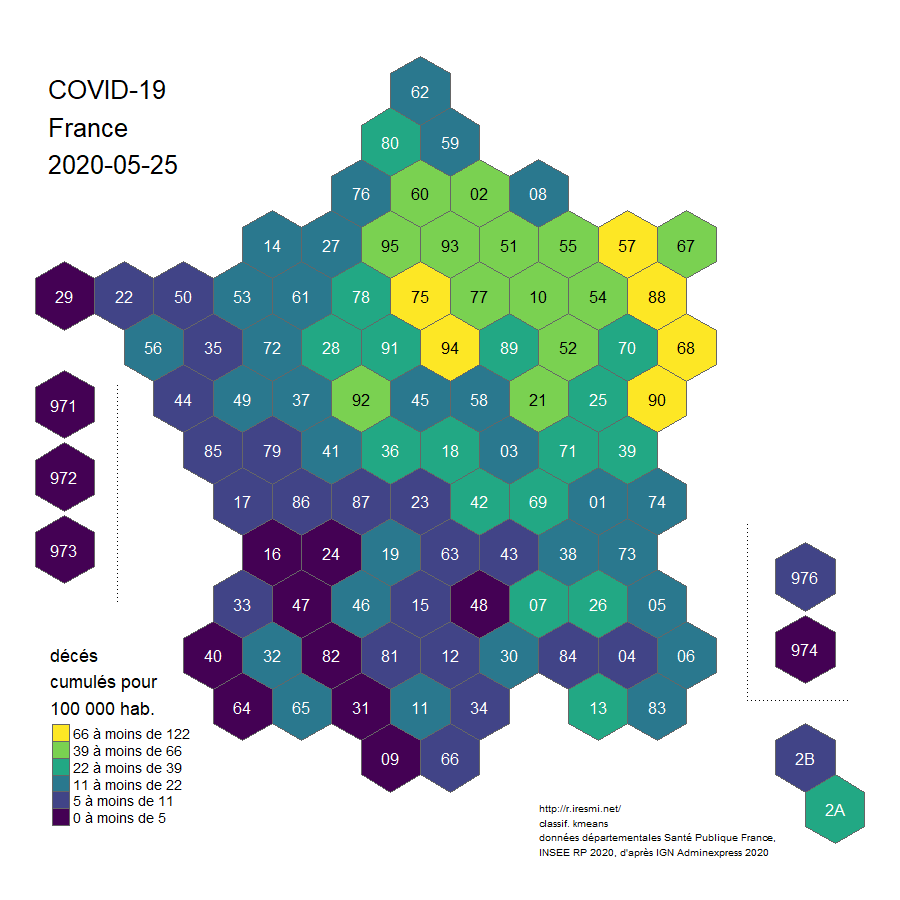 COVID-19
France
2020-05-25
62
80 59
76 60 02 08
14 27 95 93 51 55 57 67
29 22 50 53 61 78 75 77 10 54 88
56 35 72 28 91 94 89 52 70 68
44 49 37 92 45 58 21 25 90
85 79 41 36 18 03 71 39
17 86 87 23 42 69 01 74
16 24 19 63 43 38 73
33 47 46 15 48 07 26 05
40 32 82 81 12 30 84 04 06
64 65 31 11 34 13 83
09 66
971
972
973
976
974
2B
2A
décés
cumulés pour
100 000 hab.
66 à moins de 122
39 à moins de 66
22 à moins de 39
11 à moins de 22
5 à moins de 11
0 à moins de 5
http://r.iresmi.net/
classif. kmeans
données départementales Santé Publique France,
INSEE RP 2020, d'après IGN Adminexpress 2020